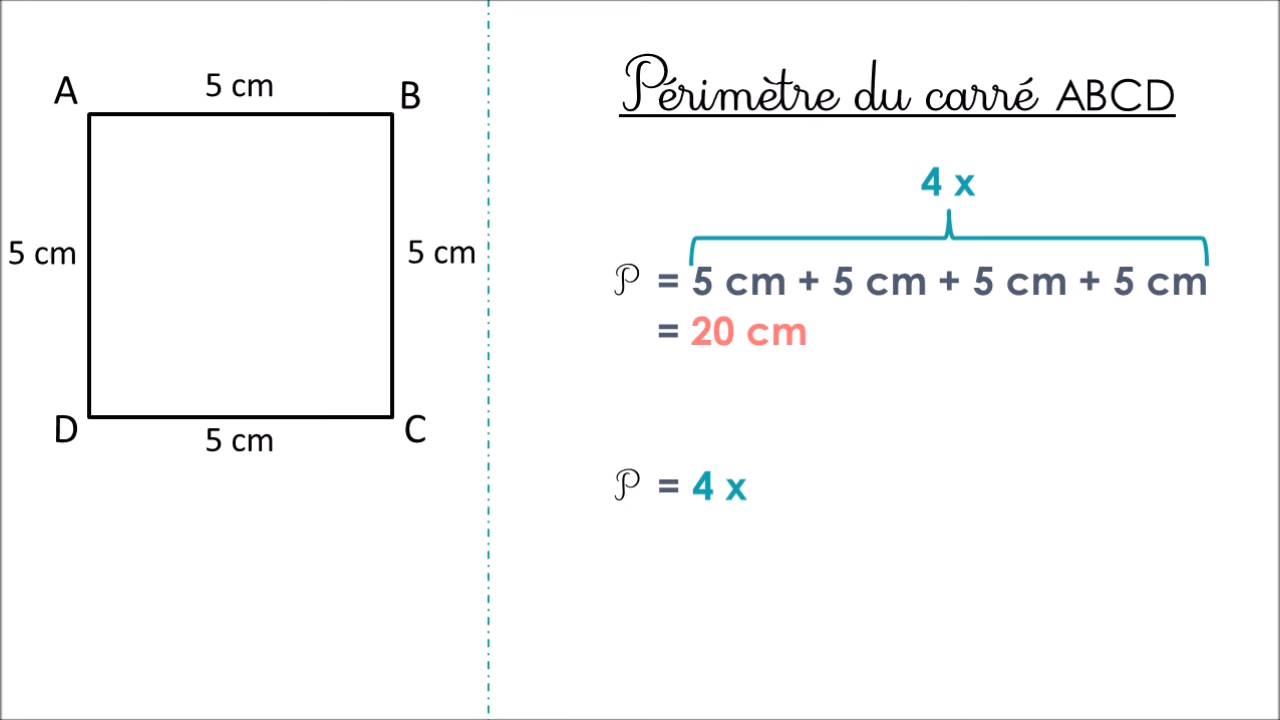 A 5 cm B
5 cm 5 cm
D 5 cm C
Périmètre du carré ABCD
4 x
P = 5 cm + 5 cm + 5 cm + 5 cm
= 20 cm
P = 4 x